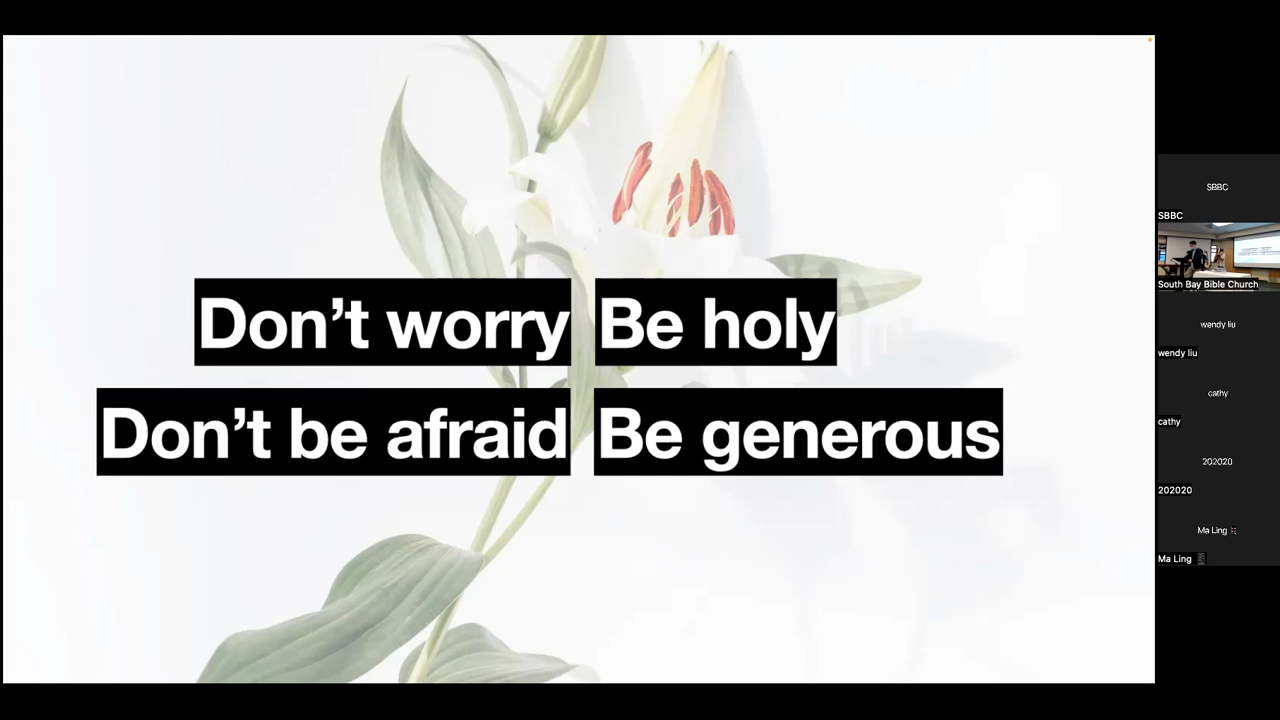 Don’t worry Be holy
Don’t be afraid Be generous
SBBC
SBBC
South Bay Bible Church
wendy liu
wendy liu
cathy
cathy
202020
202020
Ma Ling
Ma Ling